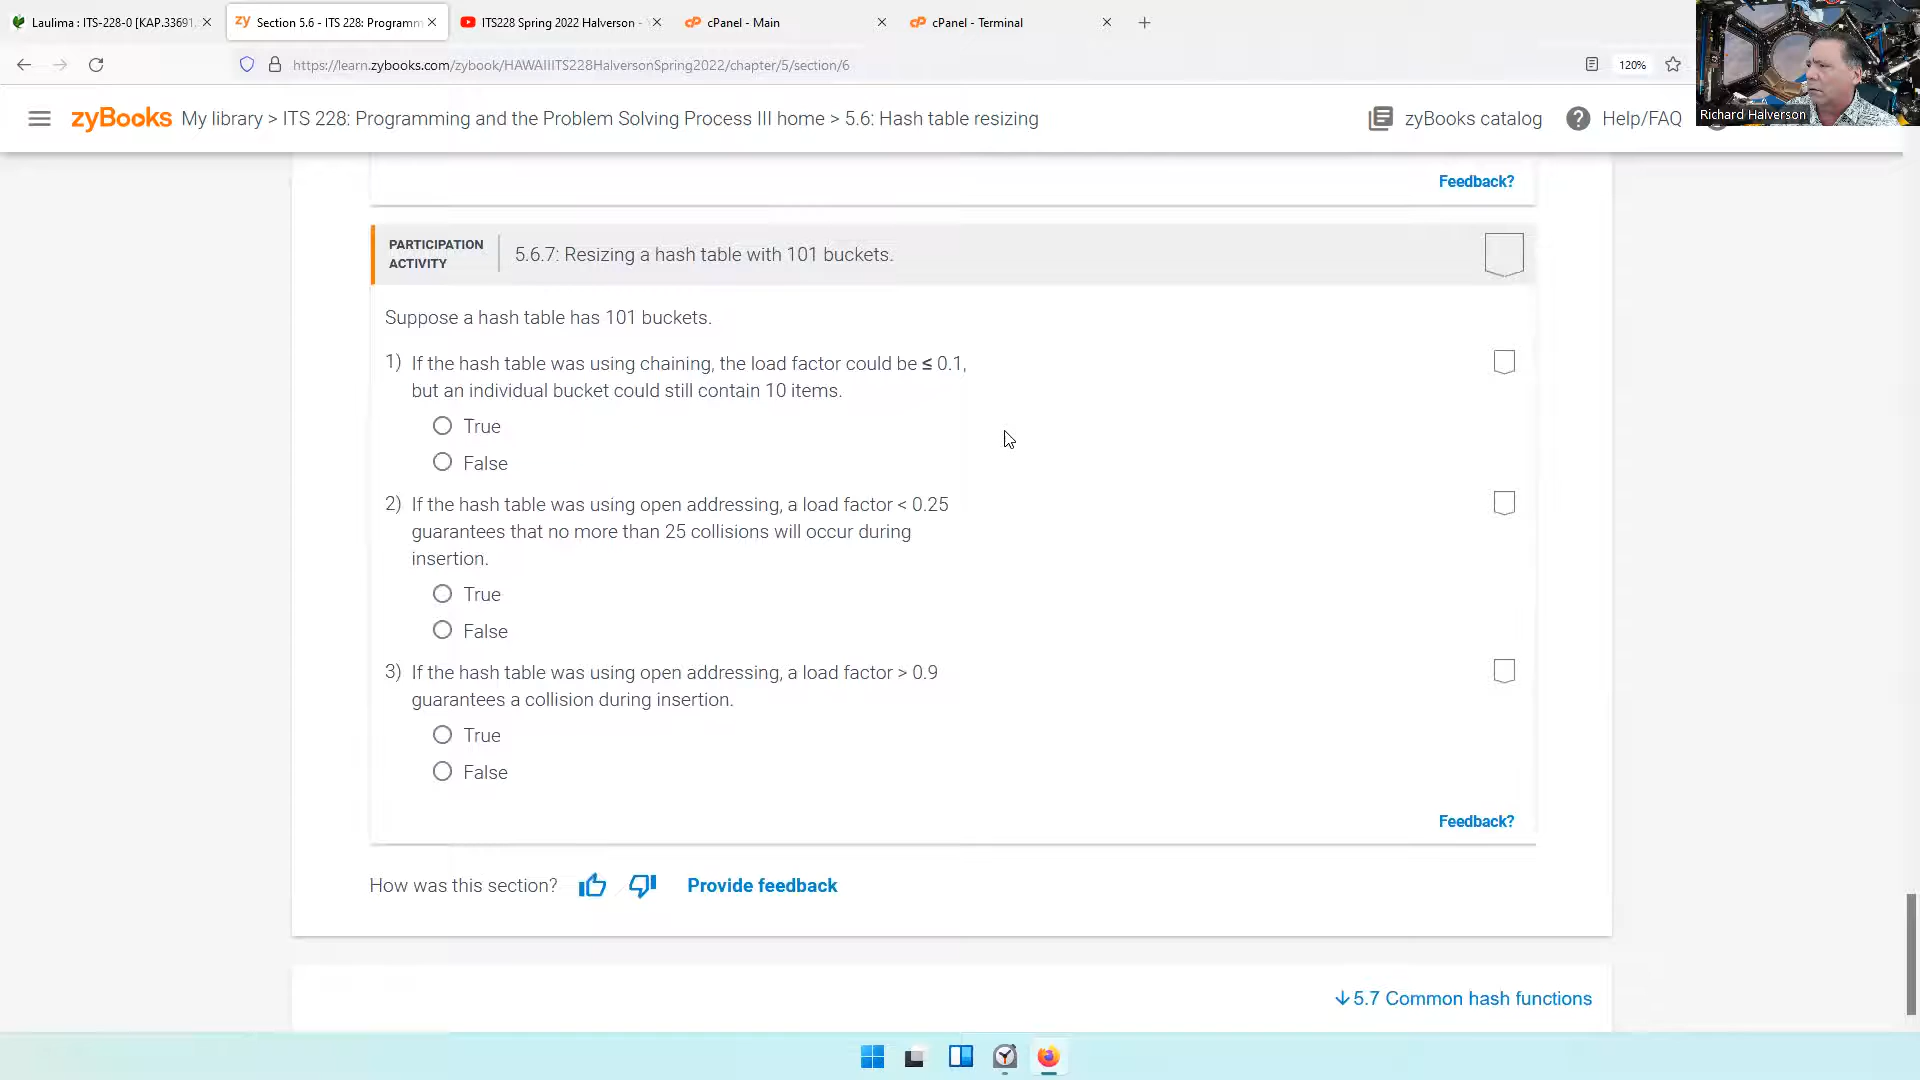 Laulima : ITS-228-0 [KAP.33691.
zy Section 5.6 - ITS 228: Programm
ITS228 Spring 2022 Halverson -
cP cPanel - Main
cP cPanel - Terminal
https://learn.zybooks.com/zybook/HAWAIIITS228HalversonSpring2022/chapter/5/section/6
120%
zyBooks My library > ITS 228: Programming and the Problem Solving Process III home > 5.6: Hash table resizing
zyBooks catalog
? Help/FAQ
Richard Halverson
Feedback?
PARTICIPATION
ACTIVITY
5.6.7: Resizing a hash table with 101 buckets.
Suppose a hash table has 101 buckets.
1) If the hash table was using chaining, the load factor could be ≤ 0.1,
but an individual bucket could still contain 10 items.
True
False
2) If the hash table was using open addressing, a load factor < 0.25
guarantees that no more than 25 collisions will occur during
insertion.
True
False
3) If the hash table was using open addressing, a load factor > 0.9
guarantees a collision during insertion.
True
False
Feedback?
How was this section?
Provide feedback
↓5.7 Common hash functions